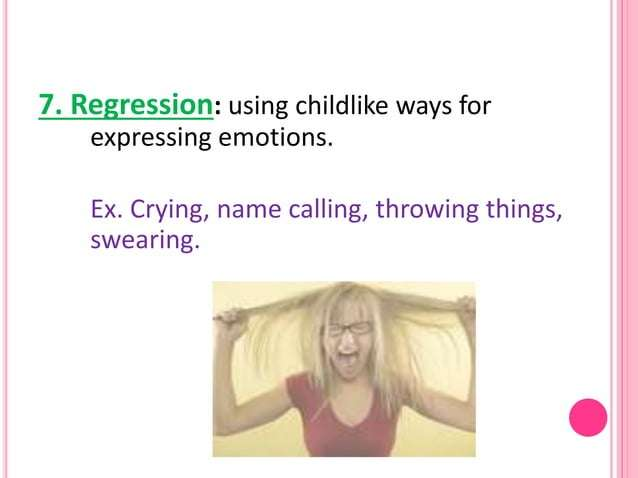 7. Regression: using childlike ways for
expressing emotions.
Ex. Crying, name calling, throwing things,
swearing.